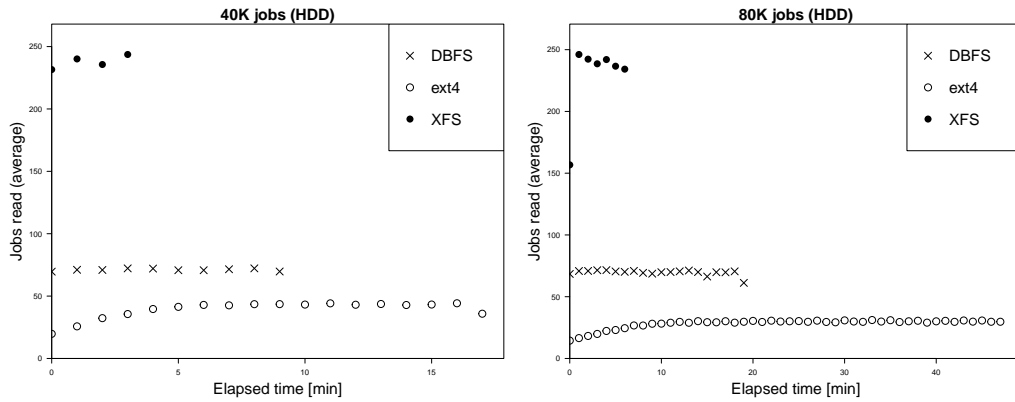 40K jobs (HDD)
Jobs read (average)
250
200
150
100
50
0
0 5 10 15
Elapsed time [min]
DBFS
ext4
XFS
80K jobs (HDD)
Jobs read (average)
250
200
150
100
50
0
0 10 20 30 40
Elapsed time [min]
DBFS
ext4
XFS